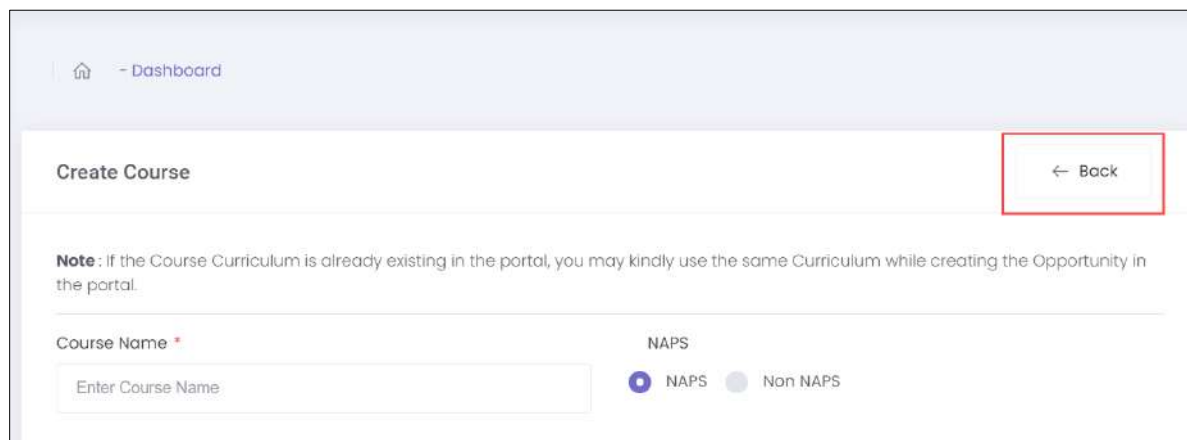 - Dashboard
Create Course
← Back
Note : If the Course Curriculum is already existing in the portal, you may kindly use the same Curriculum while creating the Opportunity in
the portal.
Course Name * NAPS
Enter Course Name NAPS Non NAPS